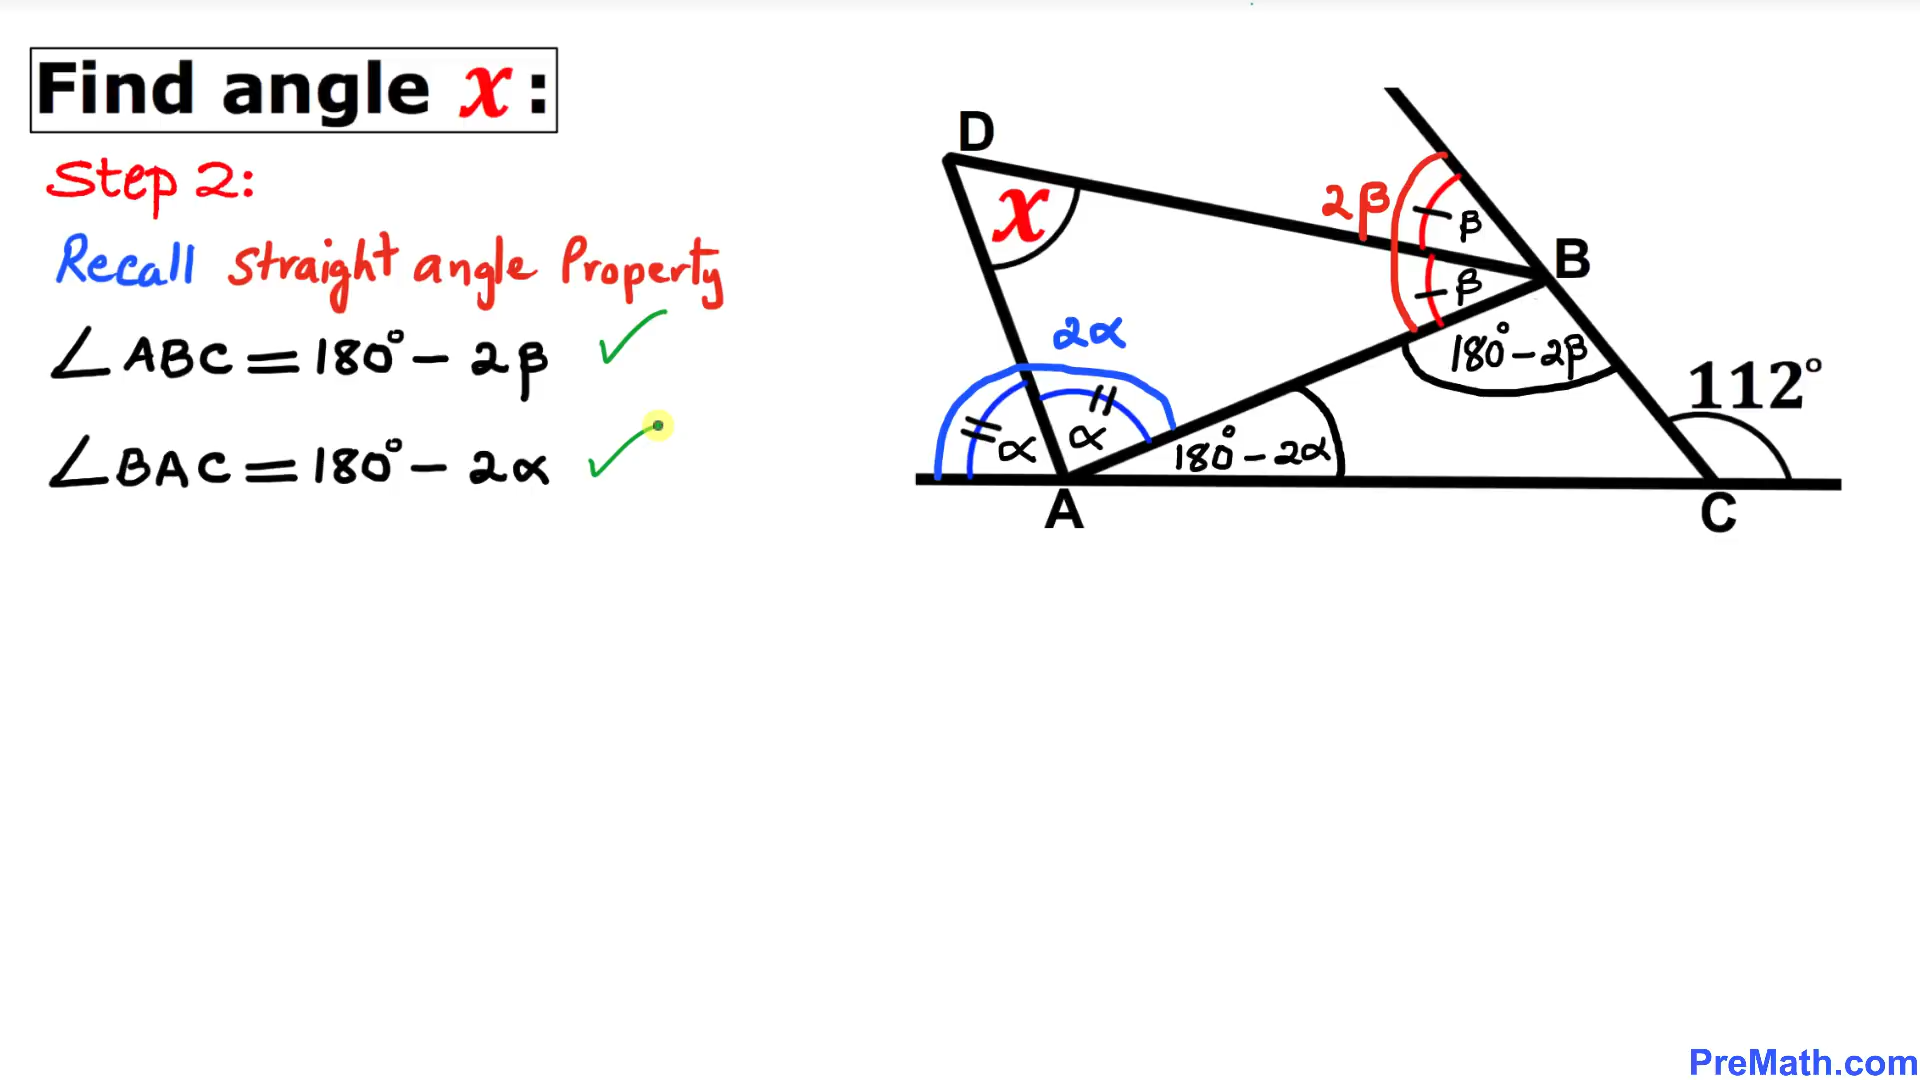 Find angle x :
Step 2:
Recall straight angle Property
∠ABC = 180° - 2β
∠BAC = 180° - 2α
D
x
2β
β
β
B
2α
α
α
180° - 2α
180° - 2β
112°
A
C
PreMath.com